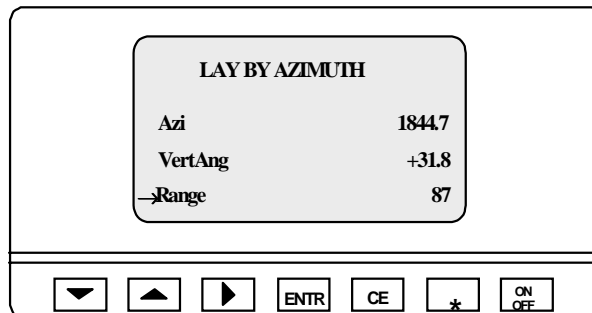 LAY BY AZIMUTH
Azi 1844.7
VertAng +31.8
→Range 87
ENTR CE * ON
OFF